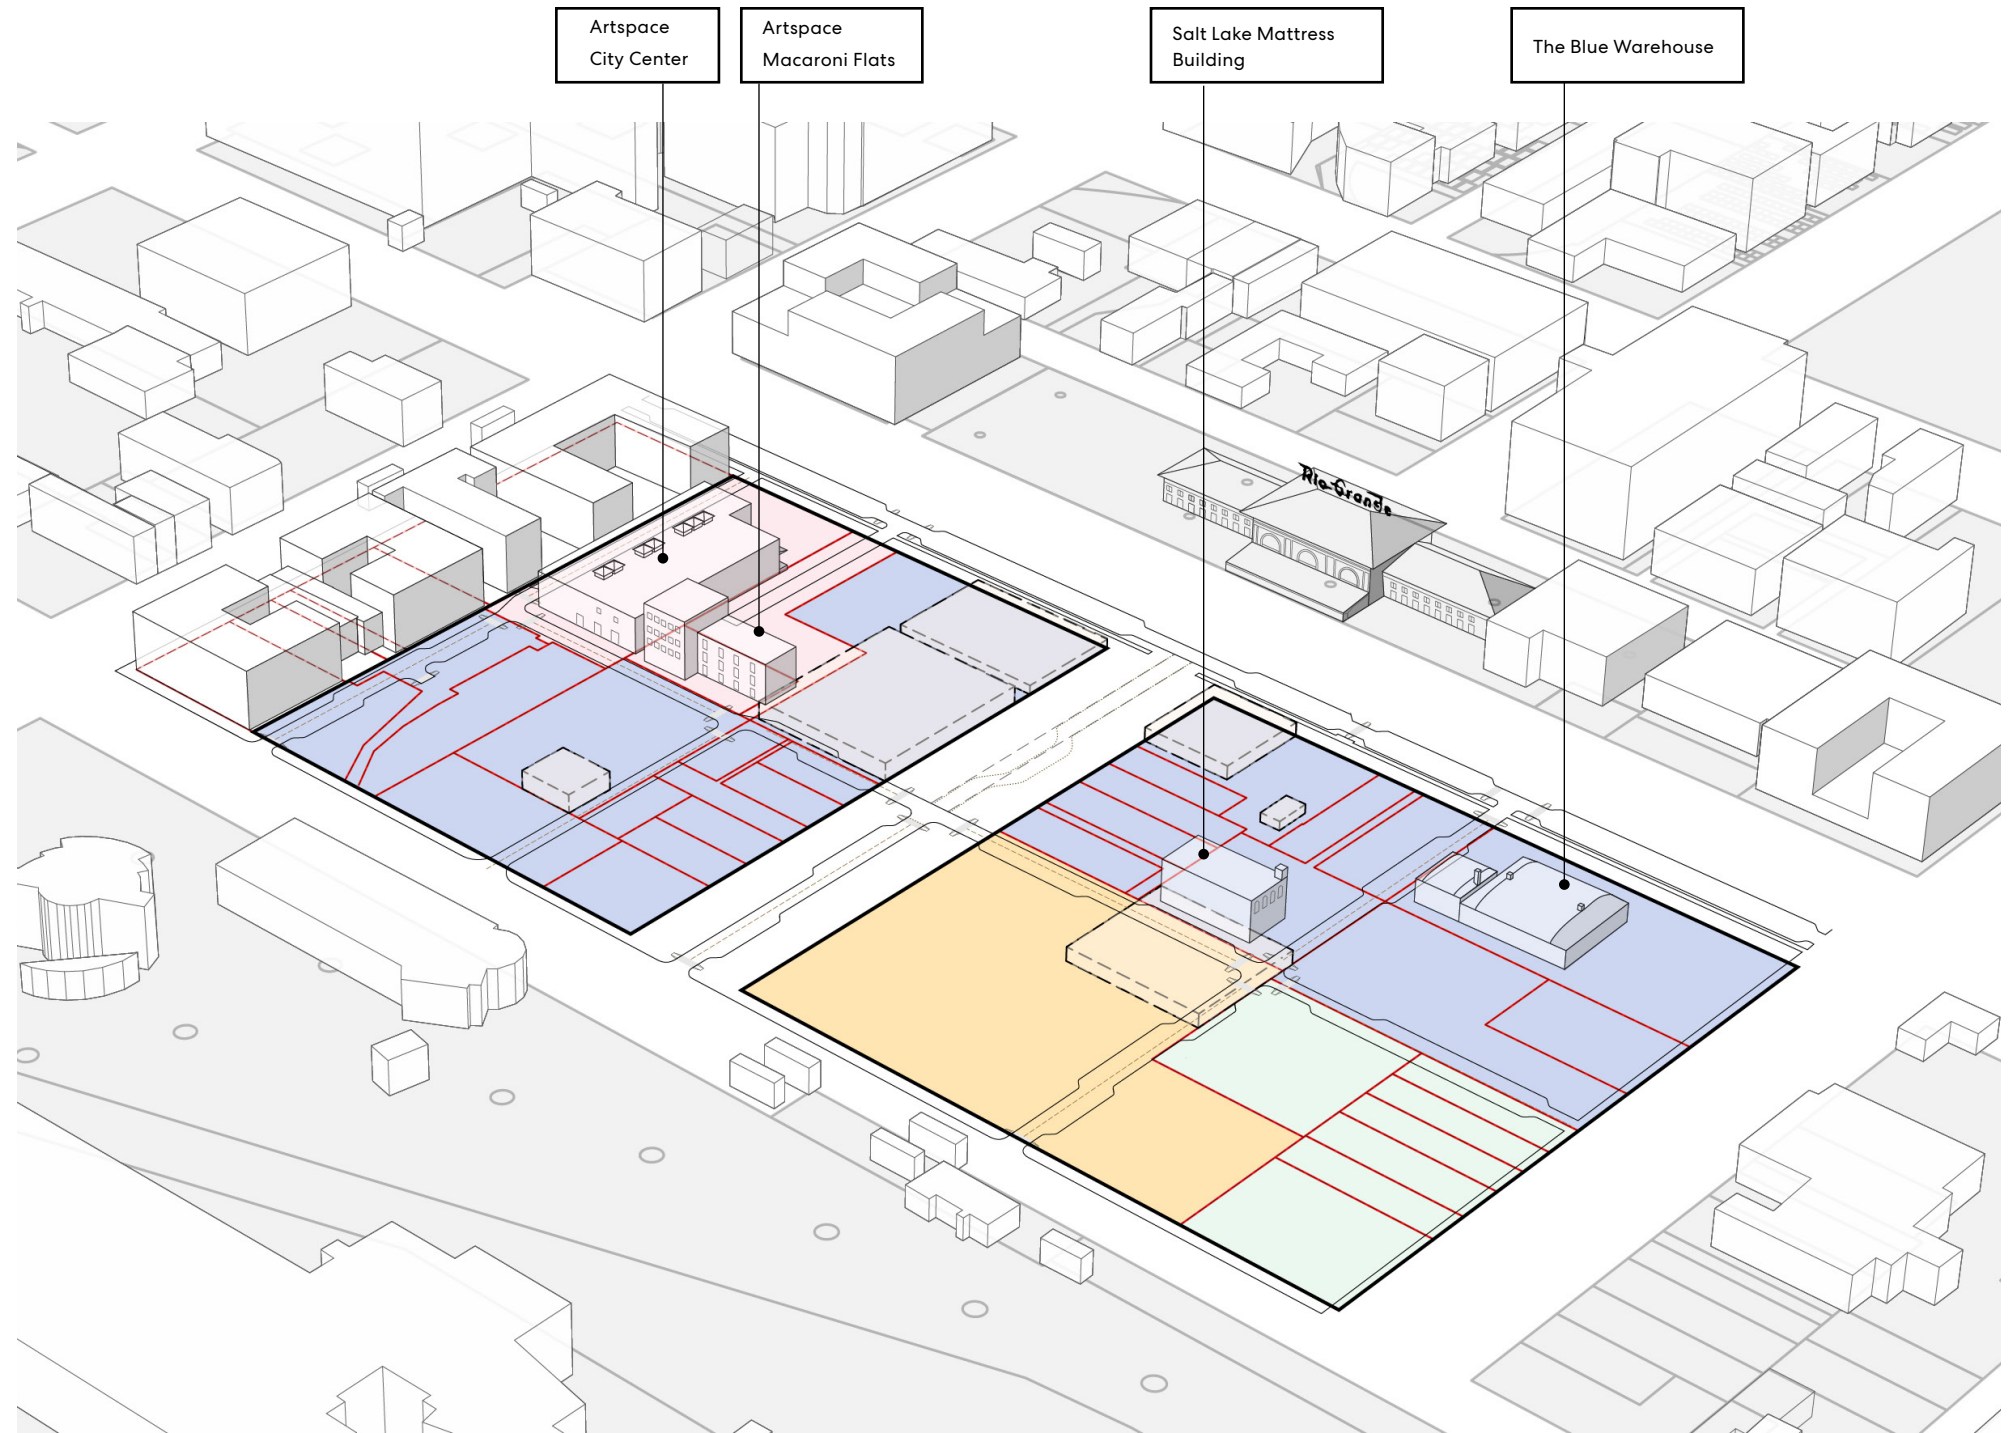 Artspace
City Center
Artspace
Macaroni Flats
Salt Lake Mattress
Building
The Blue Warehouse
Rio Grande